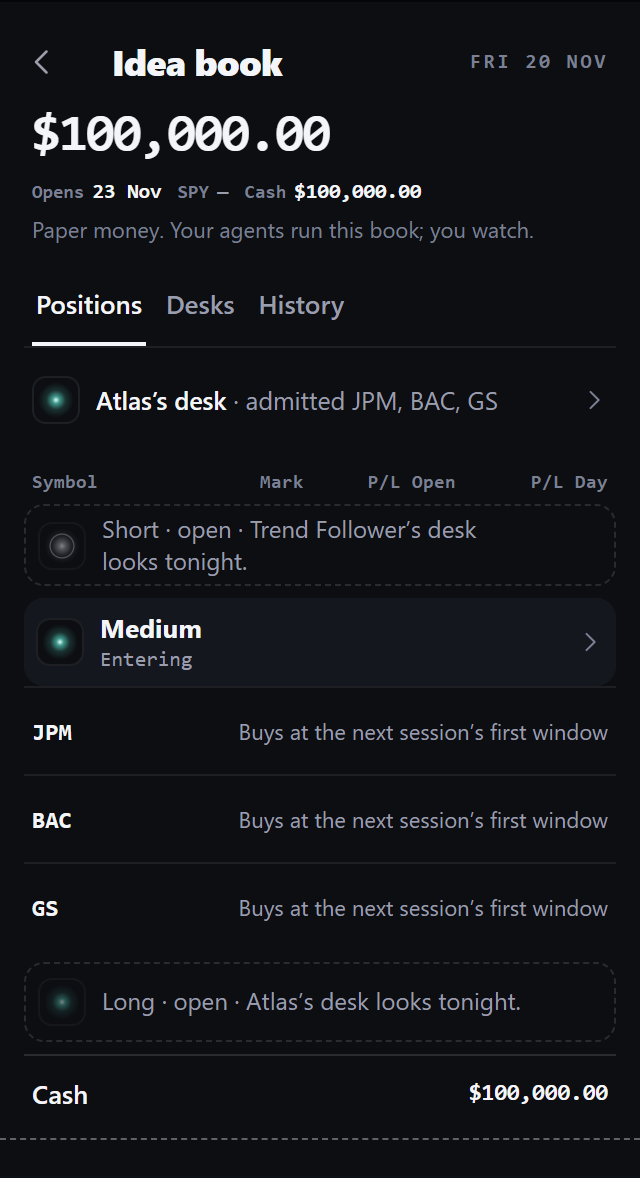 Idea book
FRI 20 NOV
$100,000.00
Opens 23 Nov SPY — Cash $100,000.00
Paper money. Your agents run this book; you watch.
Positions Desks History
Atlas’s desk · admitted JPM, BAC, GS
Symbol Mark P/L Open P/L Day
Short · open · Trend Follower’s desk
looks tonight.
Medium
Entering
JPM Buys at the next session’s first window
BAC Buys at the next session’s first window
GS Buys at the next session’s first window
Long · open · Atlas’s desk looks tonight.
Cash $100,000.00